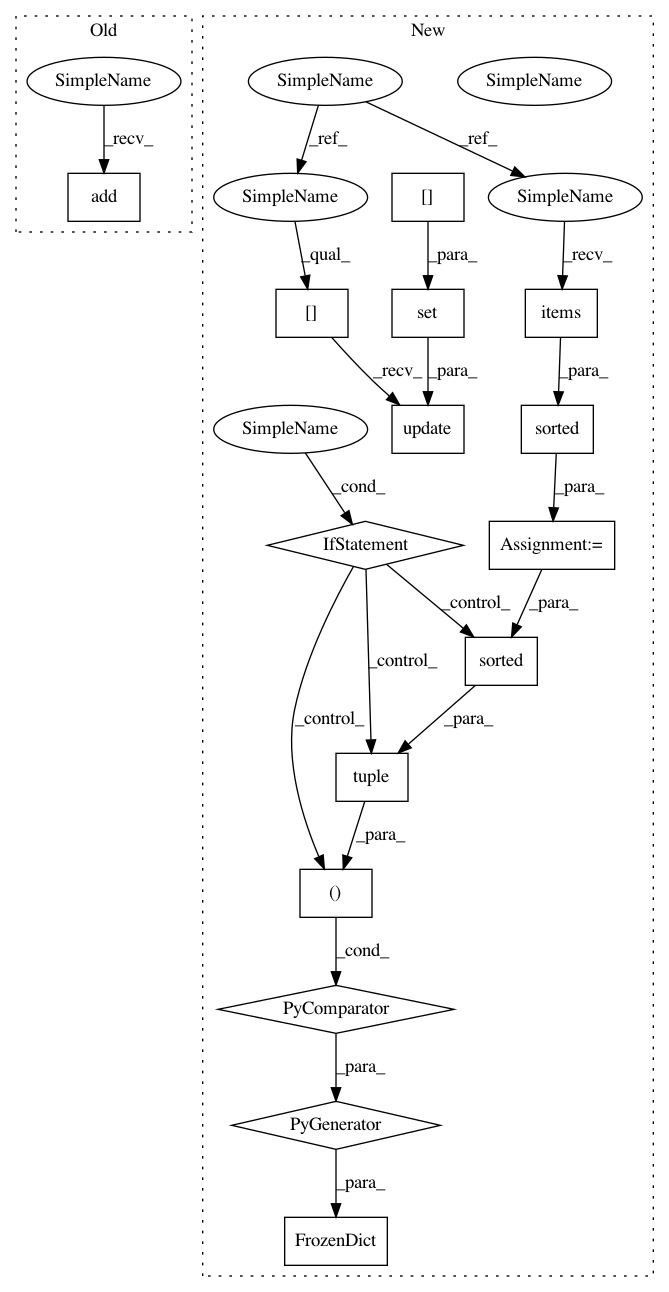 Old
New
SimpleName
SimpleName
SimpleName
_recv_
_ref_
_ref_
add
SimpleName
[]
SimpleName
_qual_
_para_
_recv_
[]
set
items
_recv_
_para_
_para_
SimpleName
update
sorted
_cond_
_para_
IfStatement
Assignment:=
_control_
_para_
_control_
sorted
_control_
_para_
tuple
_para_
()
_cond_
PyComparator
_para_
PyGenerator
_para_
FrozenDict